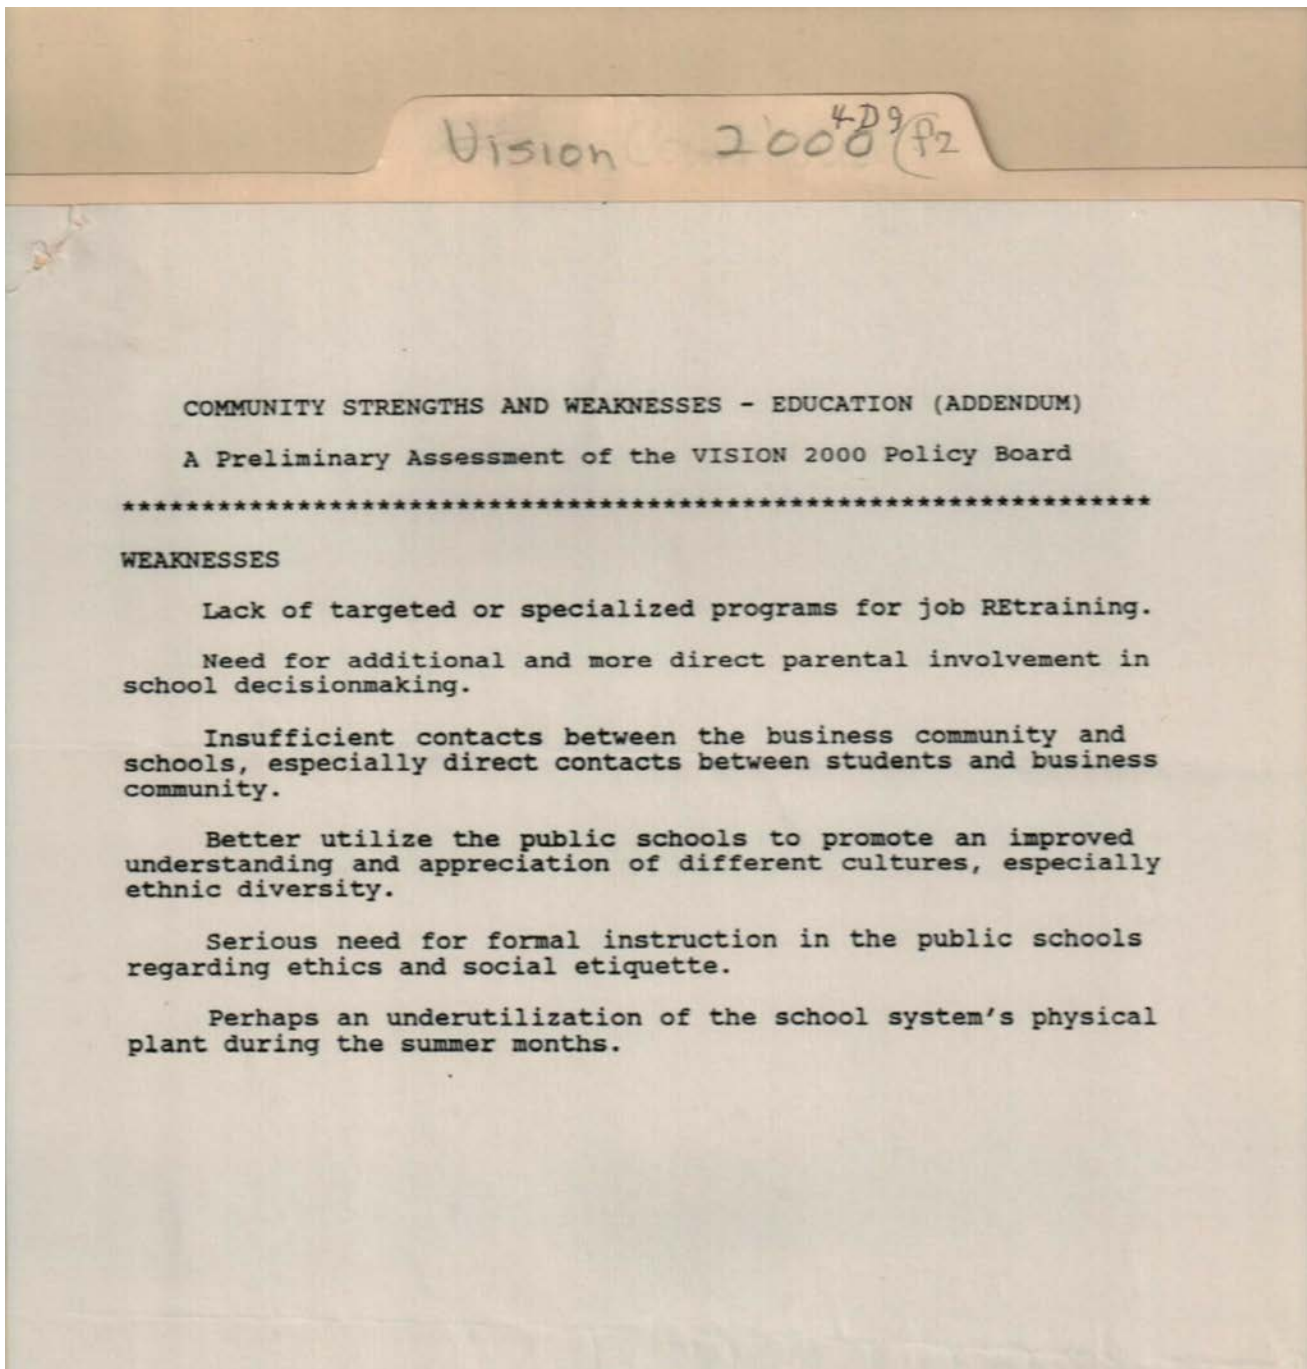 Vision 2000 4-D9 f2
COMMUNITY STRENGTHS AND WEAKNESSES - EDUCATION (ADDENDUM)
A Preliminary Assessment of the VISION 2000 Policy Board
*****************************************************************
WEAKNESSES
Lack of targeted or specialized programs for job REtraining.
Need for additional and more direct parental involvement in
school decisionmaking.
Insufficient contacts between the business community and
schools, especially direct contacts between students and business
community.
Better utilize the public schools to promote an improved
understanding and appreciation of different cultures, especially
ethnic diversity.
Serious need for formal instruction in the public schools
regarding ethics and social etiquette.
Perhaps an underutilization of the school system's physical
plant during the summer months.